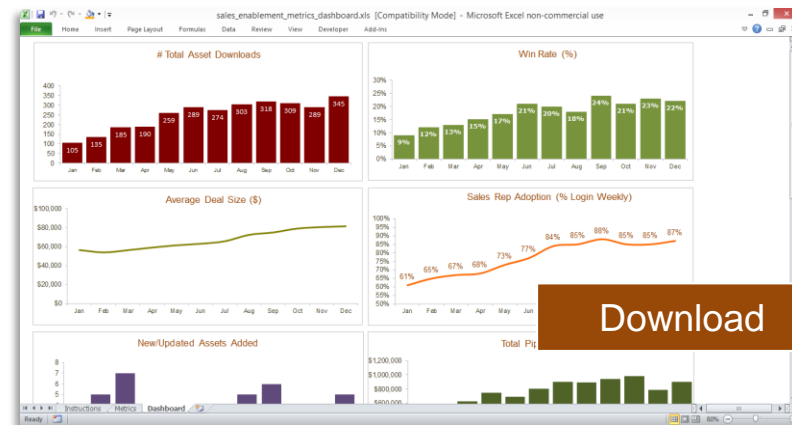 sales_enablement_metrics_dashboard.xls [Compatibility Mode] - Microsoft Excel non-commercial use
File Home Insert Page Layout Formulas Data Review View Developer Add-Ins
# Total Asset Downloads
400
350
300
250
200
150
100
50
0
105 135 185 190 259 289 274 303 318 309 289 345
Jan Feb Mar Apr May Jun Jul Aug Sep Oct Nov Dec
Win Rate (%)
30%
25%
20%
15%
10%
5%
0%
9% 12% 13% 15% 17% 21% 20% 18% 24% 21% 23% 22%
Jan Feb Mar Apr May Jun Jul Aug Sep Oct Nov Dec
Average Deal Size ($)
$100,000
$80,000
$60,000
$40,000
$20,000
$0
Jan Feb Mar Apr May Jun Jul Aug Sep Oct Nov Dec
Sales Rep Adoption (% Login Weekly)
100%
95%
90%
85%
80%
75%
70%
65%
60%
55%
50%
61% 65% 67% 68% 73% 77% 84% 85% 88% 85% 85% 87%
Jan Feb Mar Apr May Jun
Download
New/Updated Assets Added
8
7
6
5
4
Total Pip
$1,200,000
$1,000,000
$800,000
$600,000
Instructions Metrics Dashboard
Ready
80%